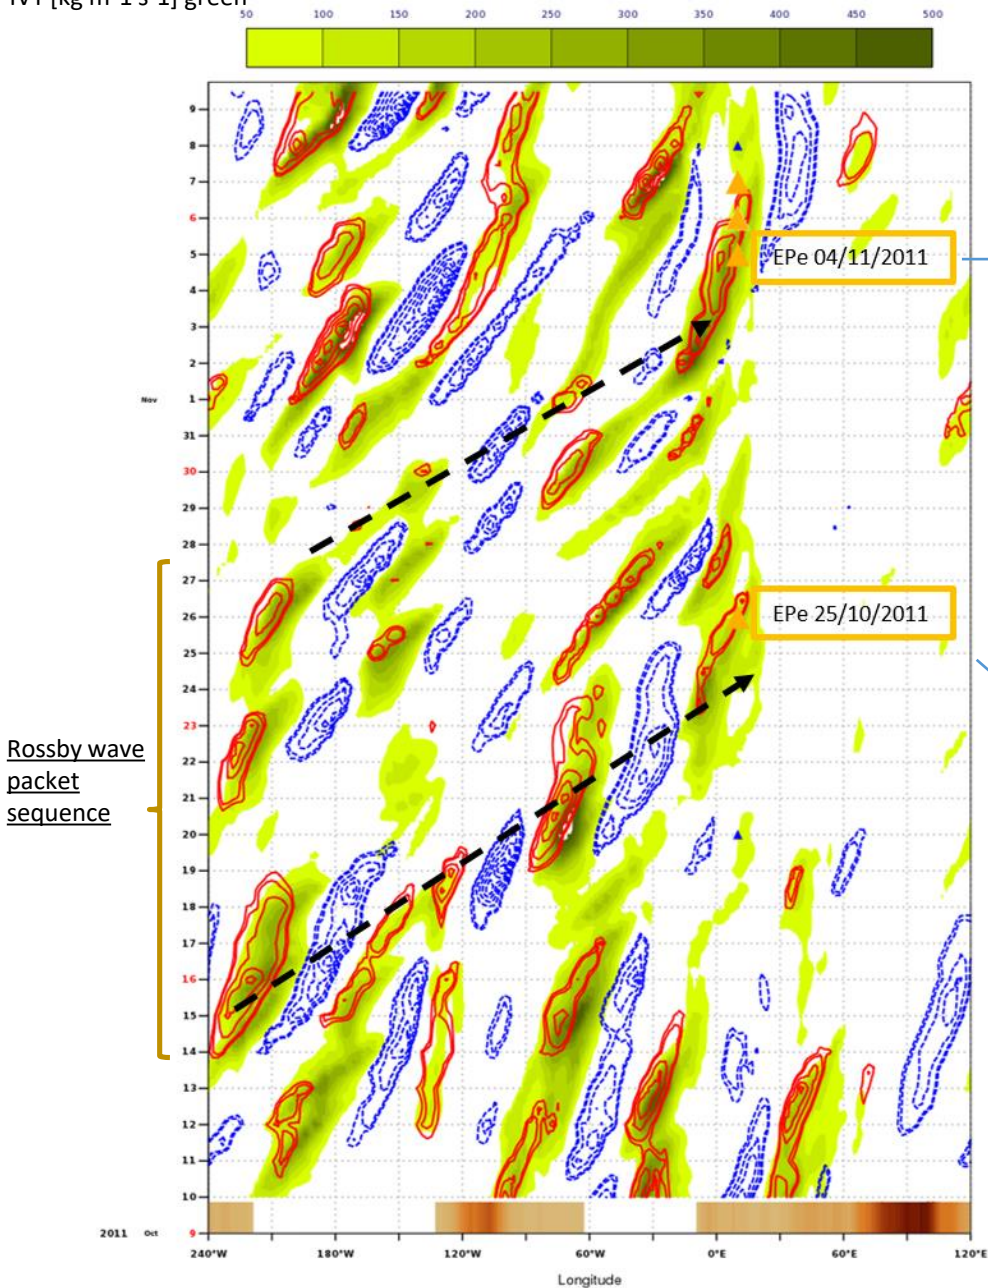 IVT [kg m-1 s-1] green
50 100 150 200 250 300 350 400 450 500
9
8
7
6
5
EPe 04/11/2011
4
3
2
Nov 1
31
30
29
28
27
26
EPe 25/10/2011
25
24
23
22
21
20
19
18
17
16
15
14
13
12
11
10
Rossby wave
packet
sequence
2011 Oct 9
240°W 180°W 120°W 60°W 0°E 60°E 120°E
Longitude